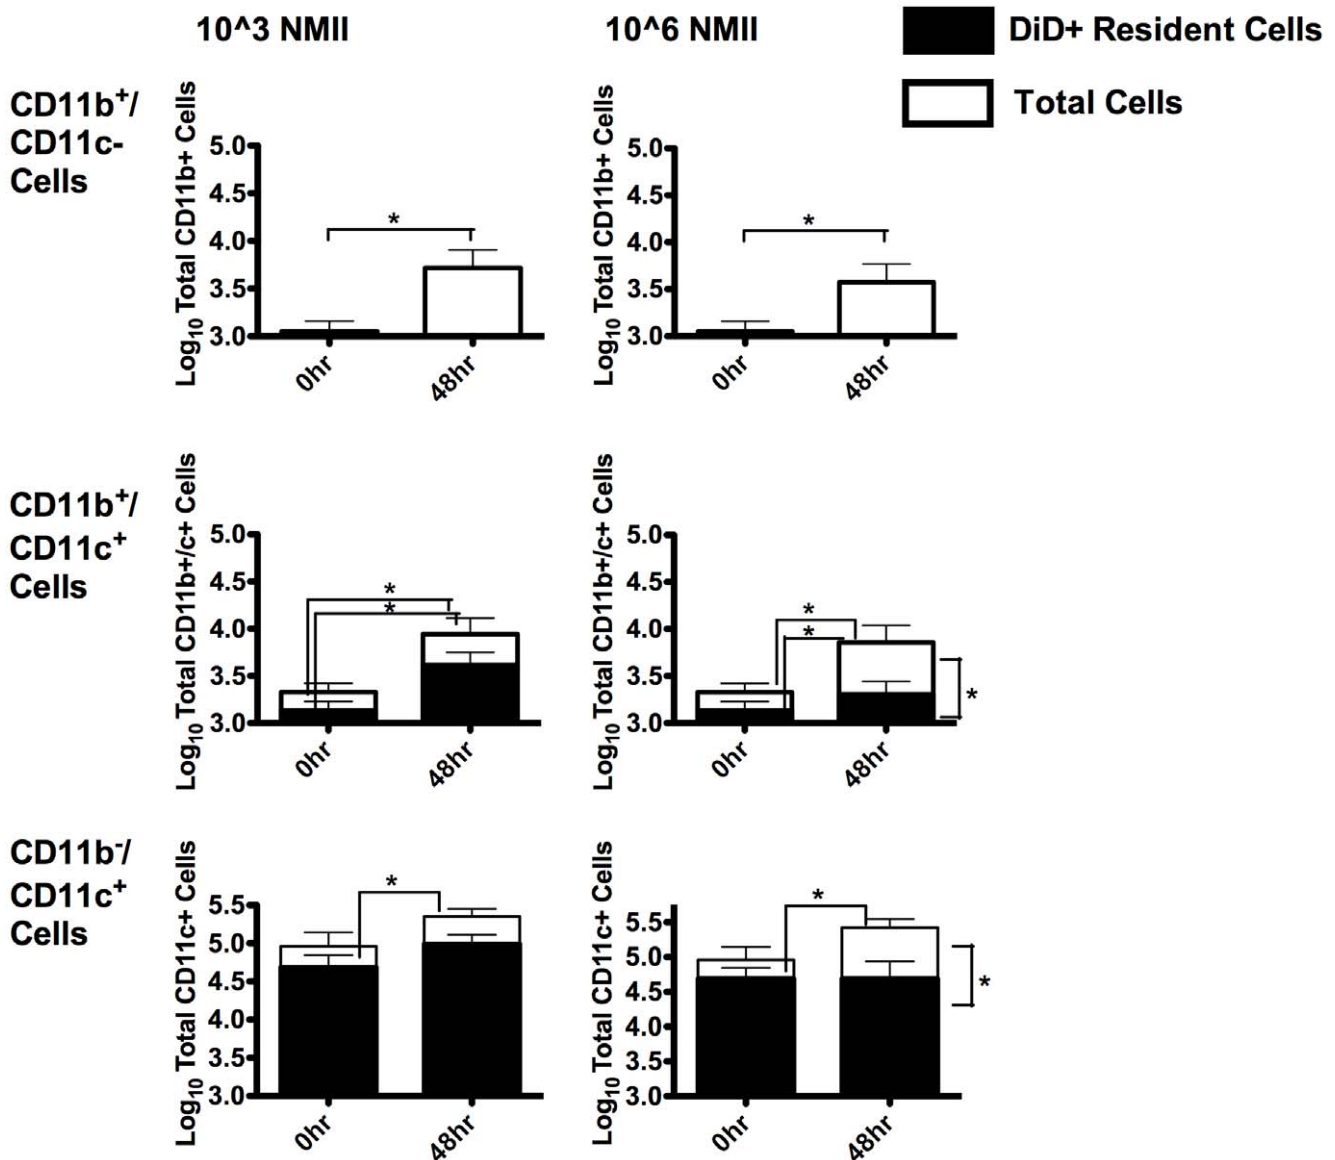 10^3 NMII
10^6 NMII
DiD+ Resident Cells
Total Cells
CD11b⁺/
CD11c-
Cells
Log₁₀ Total CD11b+ Cells
5.0
4.5
4.0
3.5
3.0
*
0hr
48hr
Log₁₀ Total CD11b+ Cells
5.0
4.5
4.0
3.5
3.0
*
0hr
48hr
CD11b⁺/
CD11c⁺
Cells
Log₁₀ Total CD11b+/c+ Cells
5.0
4.5
4.0
3.5
3.0
*
*
0hr
48hr
Log₁₀ Total CD11b+/c+ Cells
5.0
4.5
4.0
3.5
3.0
*
*
*
0hr
48hr
CD11b⁻/
CD11c⁺
Cells
Log₁₀ Total CD11c+ Cells
5.5
5.0
4.5
4.0
3.5
3.0
*
0hr
48hr
Log₁₀ Total CD11c+ Cells
5.5
5.0
4.5
4.0
3.5
3.0
*
*
0hr
48hr